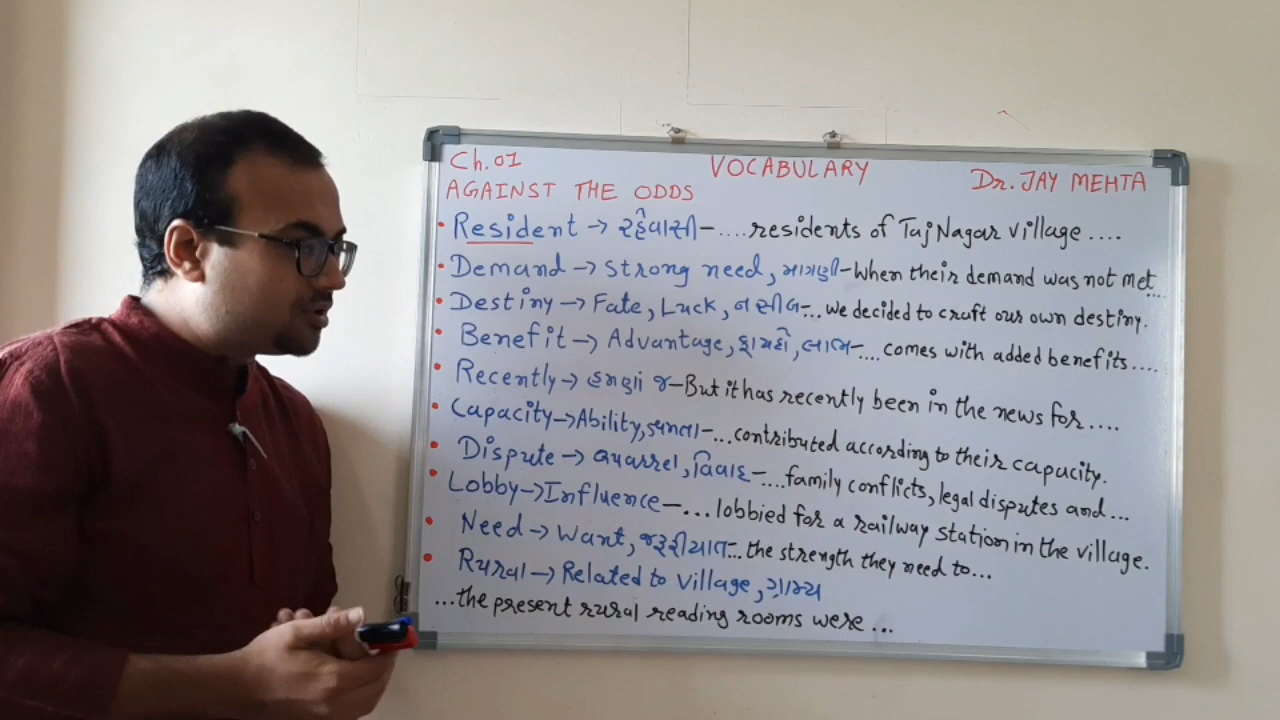 Ch.01 VOCABULARY Dr. JAY MEHTA
AGAINST THE ODDS
• Resident → રહેવાસી - ....residents of Taj Nagar village ....
• Demand → strong need, માગણી - When their demand was not met...
• Destiny → Fate, Luck, નસીબ - ... we decided to craft our own destiny.
• Benefit → Advantage, ફાયદો, લાભ - .... comes with added benefits....
• Recently → હમણાં જ - But it has recently been in the news for ....
• Capacity → Ability, ક્ષમતા - ...contributed according to their capacity.
• Dispute → Quarrel, વિવાદ - ....family conflicts, legal disputes and ...
• Lobby → Influence - ... lobbied for a railway station in the village.
• Need → Want, જરૂરીયાત - ... the strength they need to...
• Rural → Related to village, ગ્રામ્ય
...the present rural reading rooms were ...